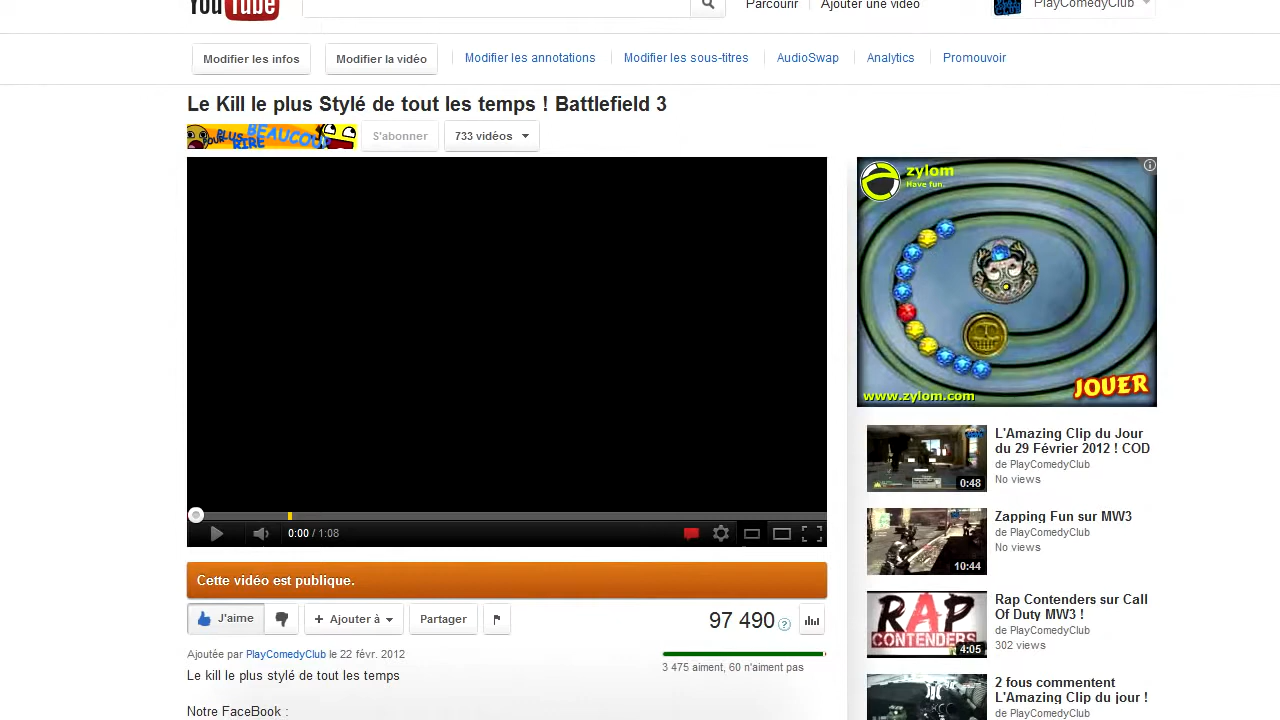 YouTube
Parcourir
Ajouter une vidéo
PlayComedyClub
Modifier les infos
Modifier la vidéo
Modifier les annotations
Modifier les sous-titres
AudioSwap
Analytics
Promouvoir
Le Kill le plus Stylé de tout les temps ! Battlefield 3
POUR PLUS RIRE BEAUCOUP
S'abonner
733 vidéos
zylom
Have fun.
www.zylom.com
JOUER
0:00 / 1:08
Cette vidéo est publique.
J'aime
+ Ajouter à
Partager
97 490
Ajoutée par PlayComedyClub le 22 févr. 2012
3 475 aiment, 60 n'aiment pas
Le kill le plus stylé de tout les temps
Notre FaceBook :
L'Amazing Clip du Jour
du 29 Février 2012 ! COD
de PlayComedyClub
No views
0:48
Zapping Fun sur MW3
de PlayComedyClub
No views
10:44
RAP
CONTENDERS
4:05
Rap Contenders sur Call
Of Duty MW3 !
de PlayComedyClub
302 views
2 fous commentent
L'Amazing Clip du jour !
de PlayComedyClub